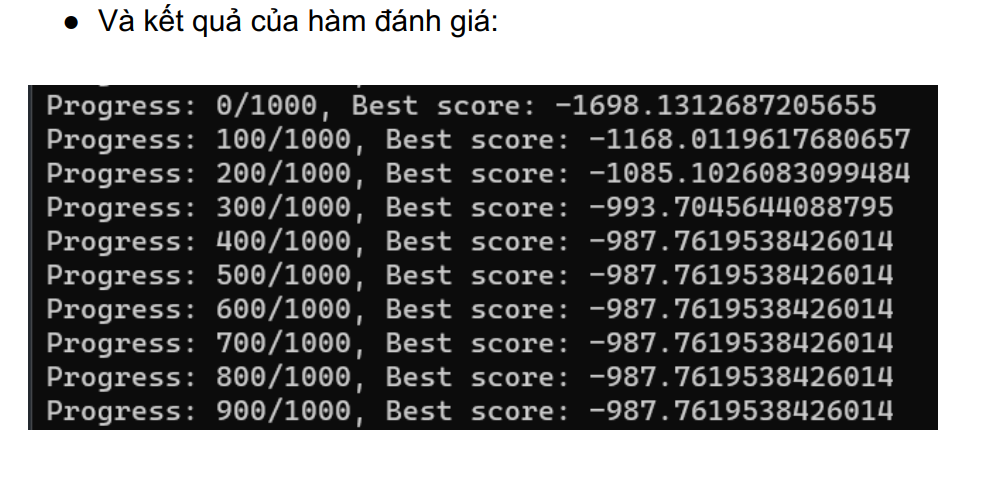 ● Và kết quả của hàm đánh giá:
Progress: 0/1000, Best score: -1698.1312687205655
Progress: 100/1000, Best score: -1168.0119617680657
Progress: 200/1000, Best score: -1085.1026083099484
Progress: 300/1000, Best score: -993.7045644088795
Progress: 400/1000, Best score: -987.7619538426014
Progress: 500/1000, Best score: -987.7619538426014
Progress: 600/1000, Best score: -987.7619538426014
Progress: 700/1000, Best score: -987.7619538426014
Progress: 800/1000, Best score: -987.7619538426014
Progress: 900/1000, Best score: -987.7619538426014